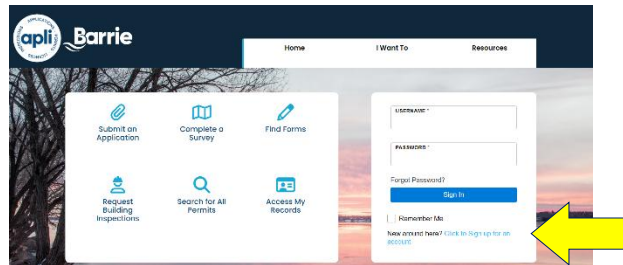 apli Barrie
Home I Want To Resources
Submit an
Application
Complete a
Survey
Find Forms
Request
Building
Inspections
Search for All
Permits
Access My
Records
USERNAME *
PASSWORD *
Forgot Password?
Sign In
Remember Me
New around here? Click to Sign up for an
account